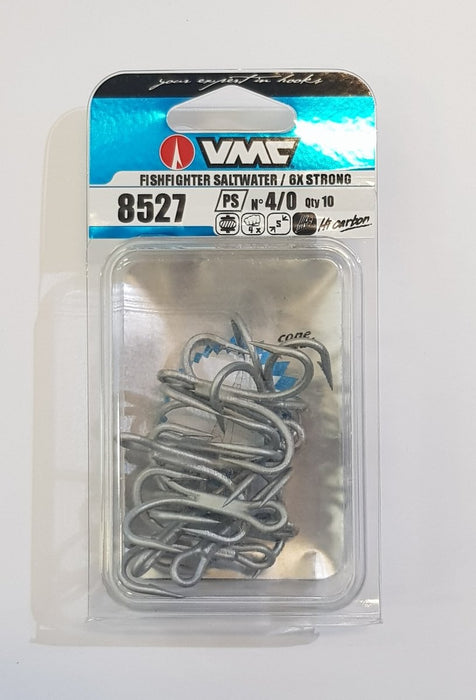 your expert in hooks
VMC
FISHFIGHTER SALTWATER / 6X STRONG
8527 PS N° 4/0 Qty 10
4x S Hi carbon
cone